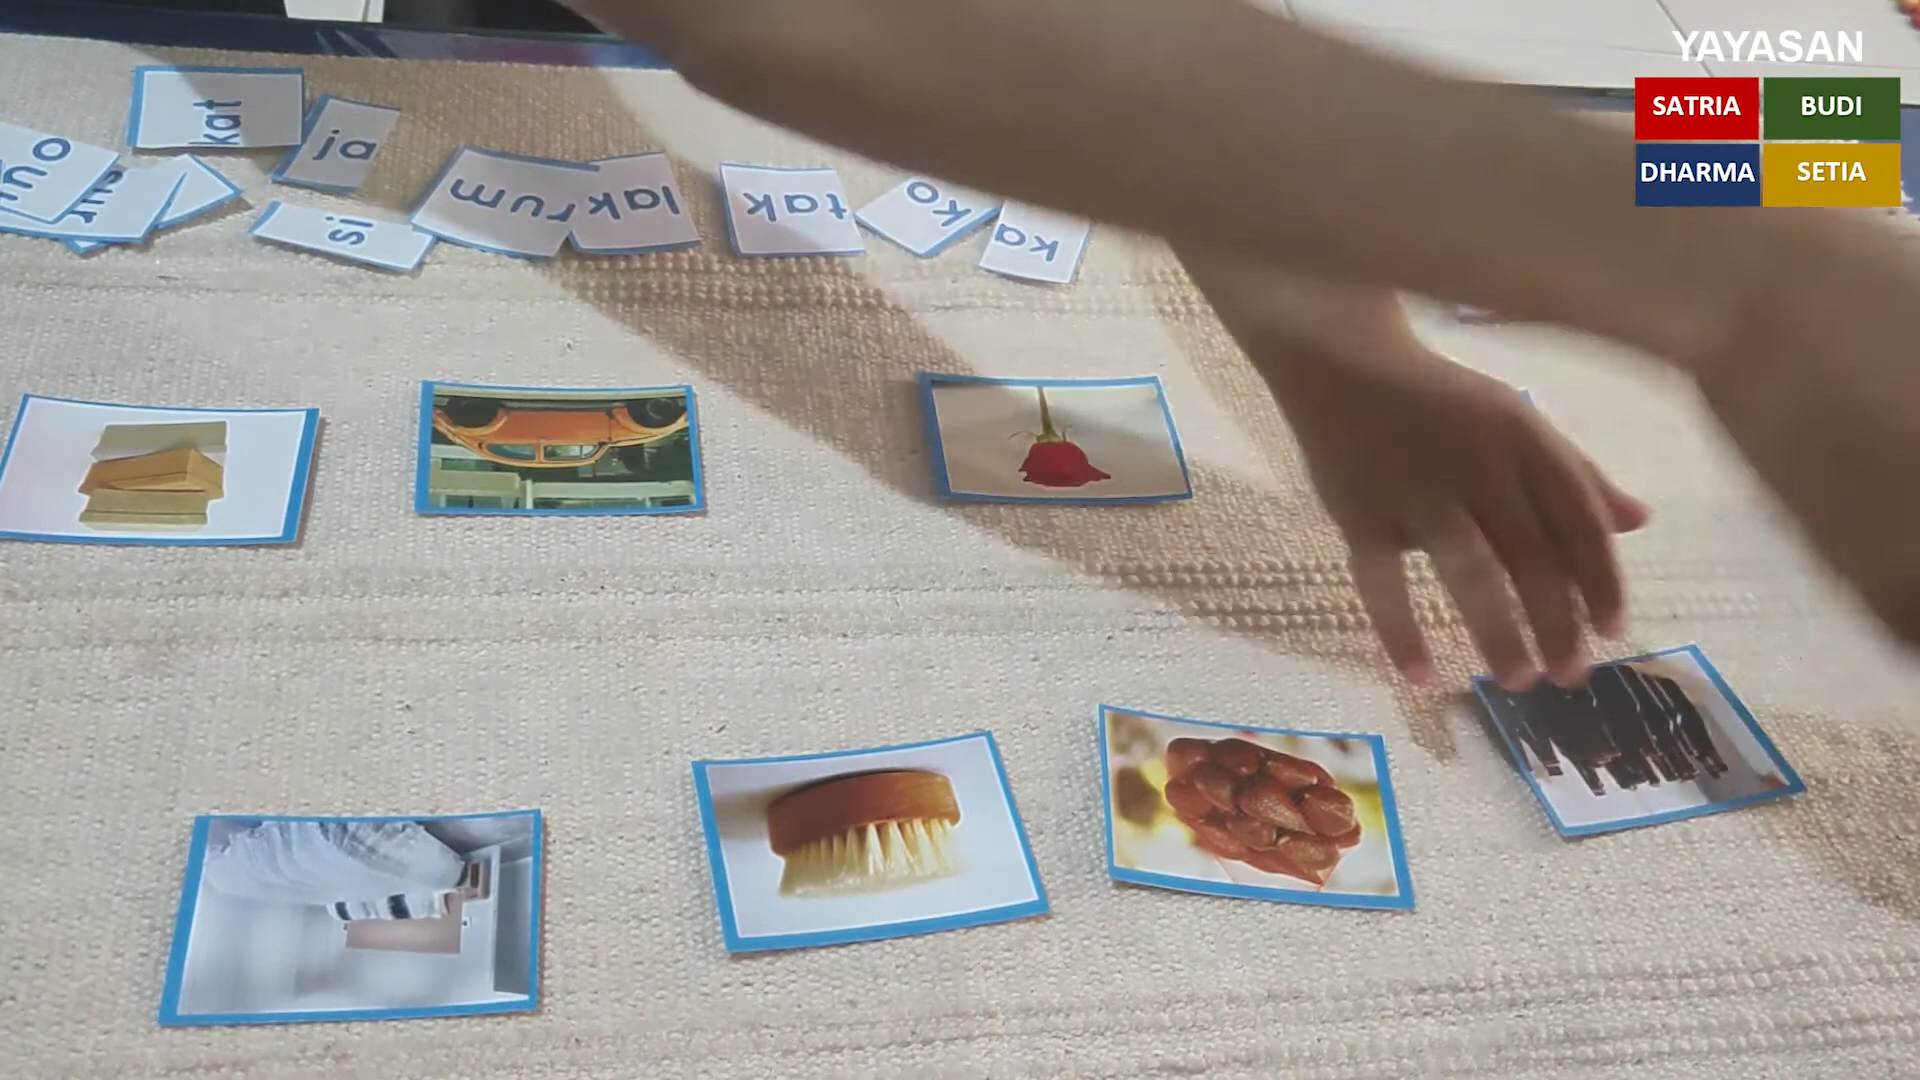 YAYASAN
SATRIA BUDI
DHARMA SETIA
kat
ja
si
rum
lak
tak
ko
ka